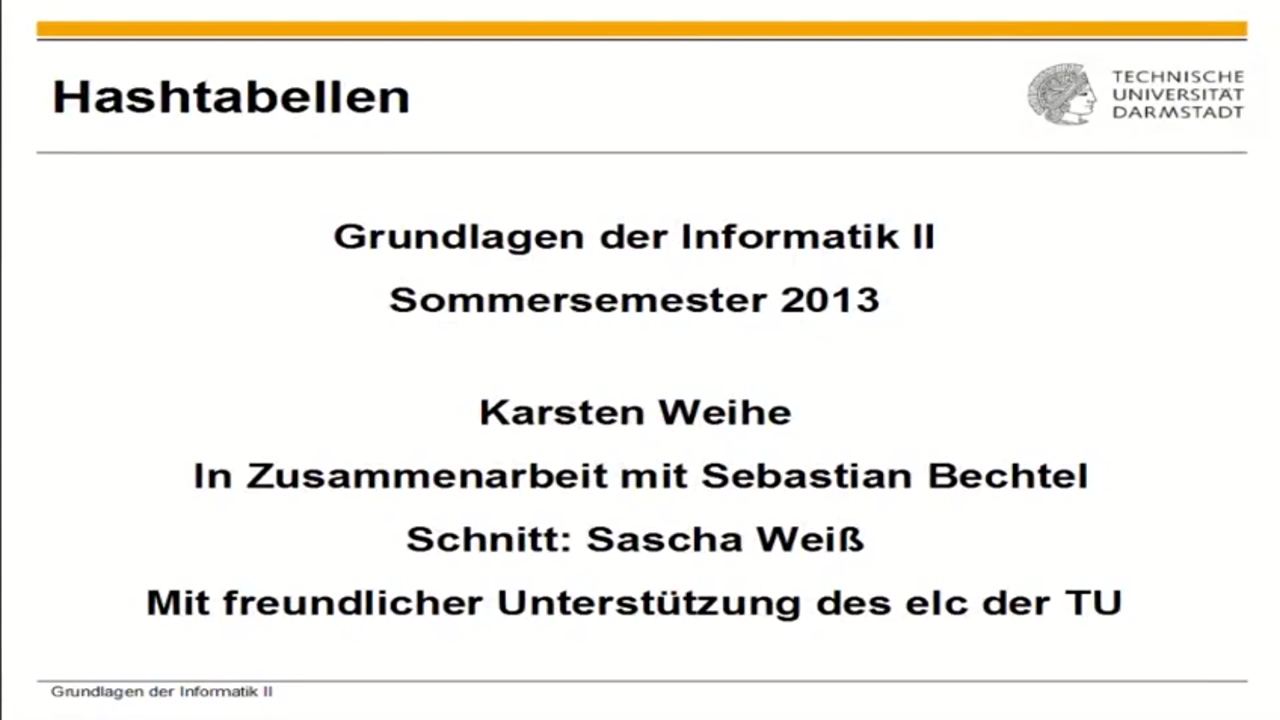 Hashtabellen
TECHNISCHE
UNIVERSITÄT
DARMSTADT
Grundlagen der Informatik II
Sommersemester 2013
Karsten Weihe
In Zusammenarbeit mit Sebastian Bechtel
Schnitt: Sascha Weiß
Mit freundlicher Unterstützung des elc der TU
Grundlagen der Informatik II